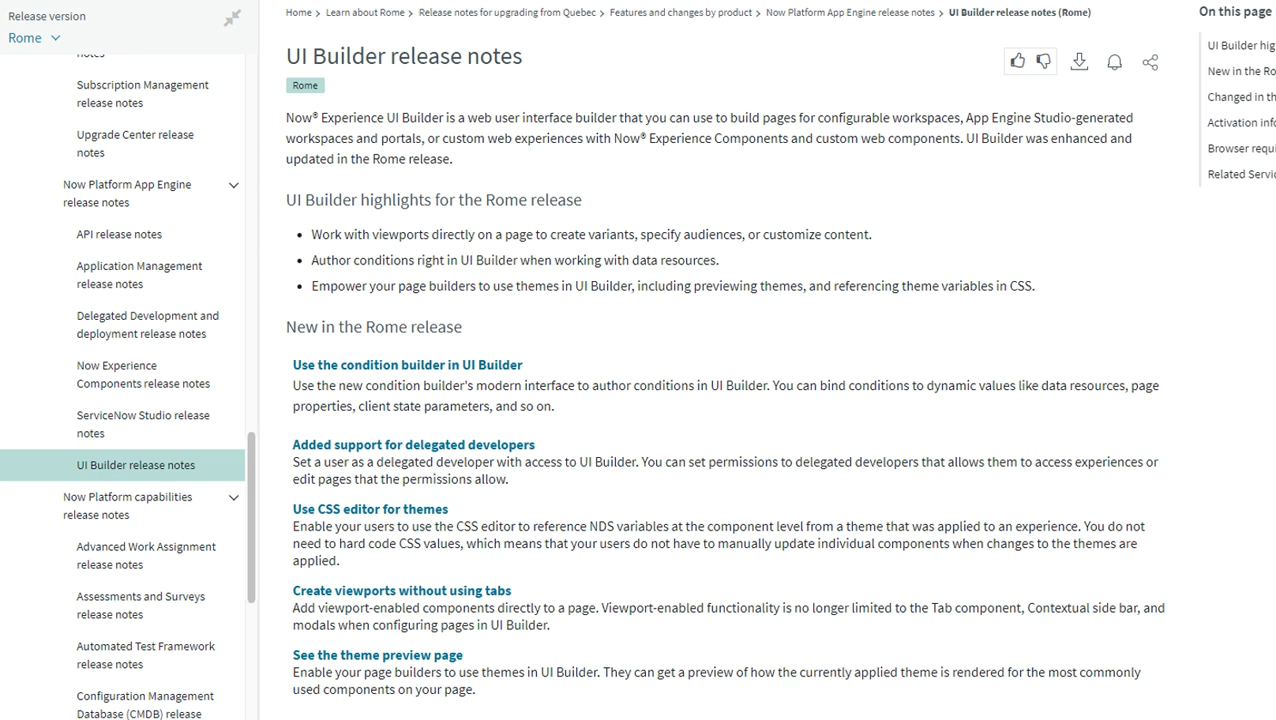 Release version
Rome
notes
Subscription Management
release notes
Upgrade Center release
notes
Now Platform App Engine
release notes
API release notes
Application Management
release notes
Delegated Development and
deployment release notes
Now Experience
Components release notes
ServiceNow Studio release
notes
UI Builder release notes
Now Platform capabilities
release notes
Advanced Work Assignment
release notes
Assessments and Surveys
release notes
Automated Test Framework
release notes
Configuration Management
Database (CMDB) release
Home > Learn about Rome > Release notes for upgrading from Quebec > Features and changes by product > Now Platform App Engine release notes > UI Builder release notes (Rome)
UI Builder release notes
Rome
Now® Experience UI Builder is a web user interface builder that you can use to build pages for configurable workspaces, App Engine Studio-generated
workspaces and portals, or custom web experiences with Now® Experience Components and custom web components. UI Builder was enhanced and
updated in the Rome release.
UI Builder highlights for the Rome release
• Work with viewports directly on a page to create variants, specify audiences, or customize content.
• Author conditions right in UI Builder when working with data resources.
• Empower your page builders to use themes in UI Builder, including previewing themes, and referencing theme variables in CSS.
New in the Rome release
Use the condition builder in UI Builder
Use the new condition builder's modern interface to author conditions in UI Builder. You can bind conditions to dynamic values like data resources, page
properties, client state parameters, and so on.
Added support for delegated developers
Set a user as a delegated developer with access to UI Builder. You can set permissions to delegated developers that allows them to access experiences or
edit pages that the permissions allow.
Use CSS editor for themes
Enable your users to use the CSS editor to reference NDS variables at the component level from a theme that was applied to an experience. You do not
need to hard code CSS values, which means that your users do not have to manually update individual components when changes to the themes are
applied.
Create viewports without using tabs
Add viewport-enabled components directly to a page. Viewport-enabled functionality is no longer limited to the Tab component, Contextual side bar, and
modals when configuring pages in UI Builder.
See the theme preview page
Enable your page builders to use themes in UI Builder. They can get a preview of how the currently applied theme is rendered for the most commonly
used components on your page.
On this page
UI Builder hig
New in the Ro
Changed in th
Activation info
Browser requi
Related Servic